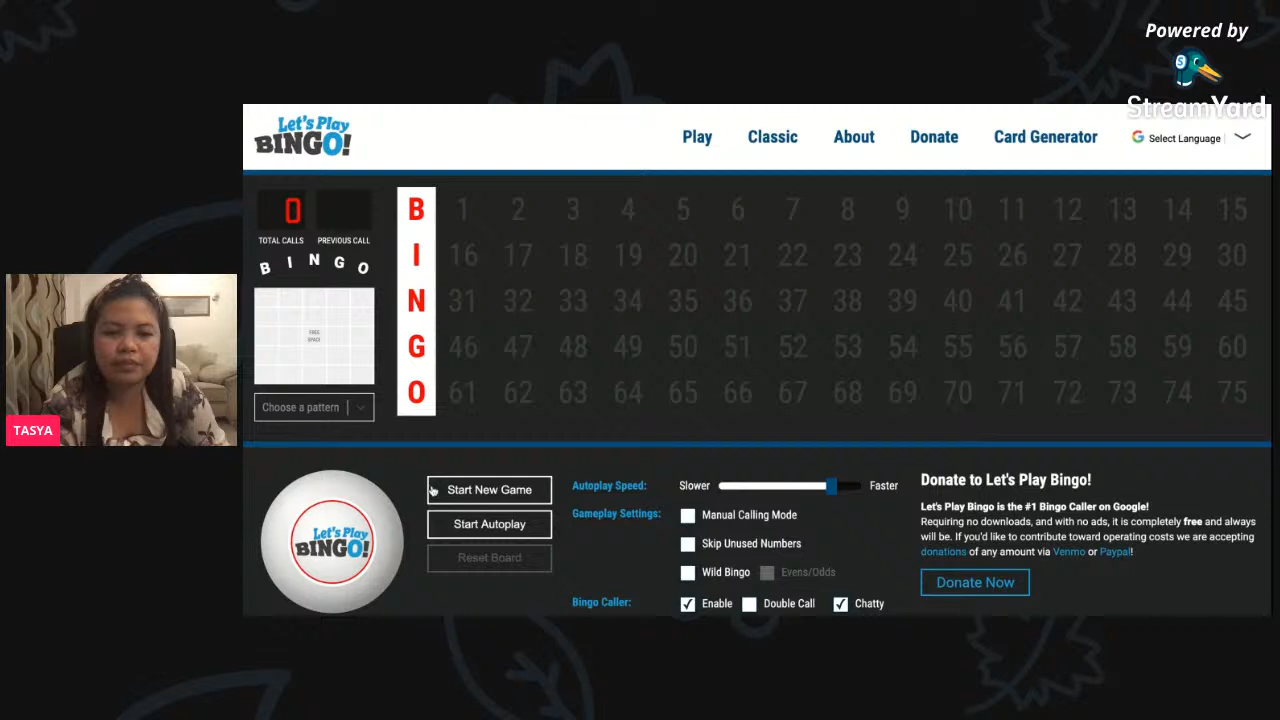 Powered by
StreamYard
Let's Play
BINGO!
Play Classic About Donate Card Generator Select Language
0
TOTAL CALLS PREVIOUS CALL
B I N G O
FREE
SPACE
Choose a pattern
B 1 2 3 4 5 6 7 8 9 10 11 12 13 14 15
I 16 17 18 19 20 21 22 23 24 25 26 27 28 29 30
N 31 32 33 34 35 36 37 38 39 40 41 42 43 44 45
G 46 47 48 49 50 51 52 53 54 55 56 57 58 59 60
O 61 62 63 64 65 66 67 68 69 70 71 72 73 74 75
TASYA
Let's Play
BINGO!
Start New Game
Start Autoplay
Reset Board
Autoplay Speed: Slower Faster
Gameplay Settings: Manual Calling Mode
Skip Unused Numbers
Wild Bingo Evens/Odds
Bingo Caller: Enable Double Call Chatty
Donate to Let's Play Bingo!
Let's Play Bingo is the #1 Bingo Caller on Google!
Requiring no downloads, and with no ads, it is completely free and always
will be. If you'd like to contribute toward operating costs we are accepting
donations of any amount via Venmo or Paypal!
Donate Now